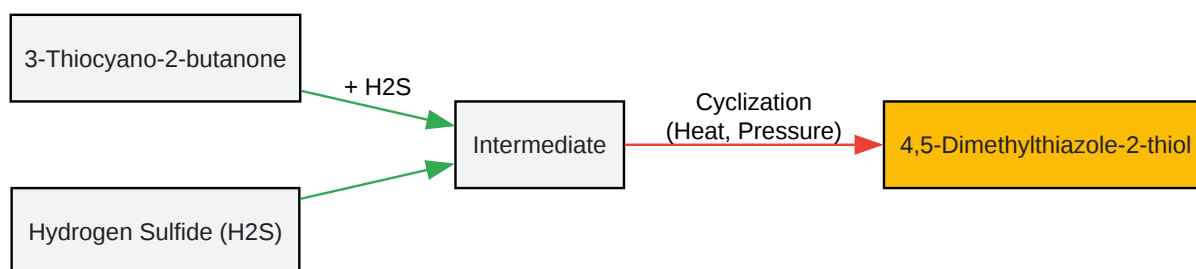 3-Thiocyano-2-butanone
+ H2S
Hydrogen Sulfide (H2S)
Intermediate
Cyclization
(Heat, Pressure)
4,5-Dimethylthiazole-2-thiol